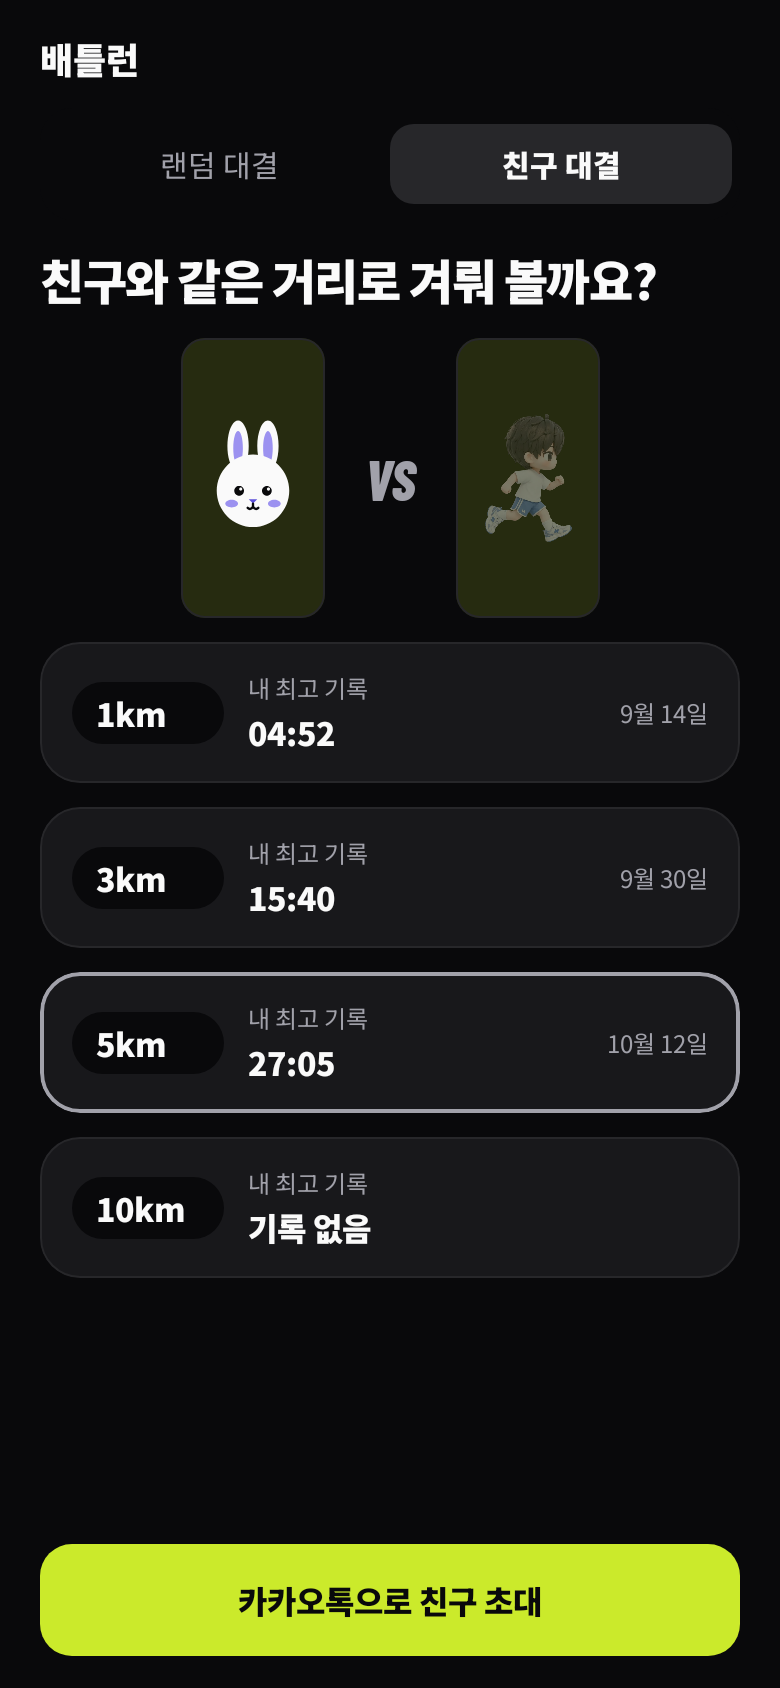 배틀런
랜덤 대결
친구 대결
친구와 같은 거리로 겨뤄 볼까요?
VS
1km
내 최고 기록
04:52
9월 14일
3km
내 최고 기록
15:40
9월 30일
5km
내 최고 기록
27:05
10월 12일
10km
내 최고 기록
기록 없음
카카오톡으로 친구 초대